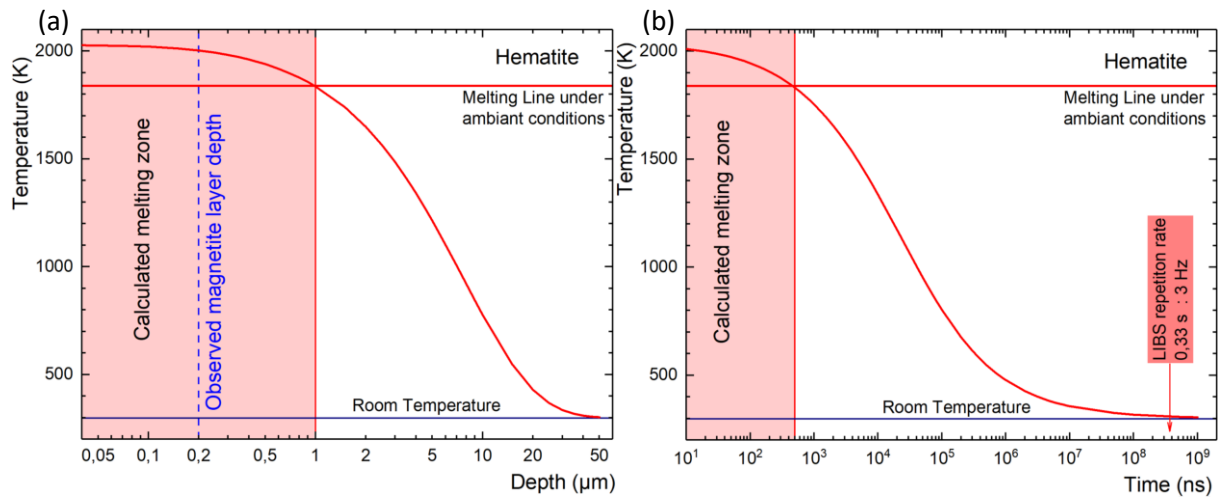 (a)
Temperature (K)
2000
1500
1000
500
Hematite
Melting Line under
ambiant conditions
Calculated melting zone
Observed magnetite layer depth
Room Temperature
0,05 0,1 0,2 0,5 1 2 5 10 20 50
Depth (µm)
(b)
Temperature (K)
2000
1500
1000
500
Hematite
Melting Line under
ambiant conditions
Calculated melting zone
LIBS repetiton rate
0,33 s : 3 Hz
Room Temperature
10¹ 10² 10³ 10⁴ 10⁵ 10⁶ 10⁷ 10⁸ 10⁹
Time (ns)